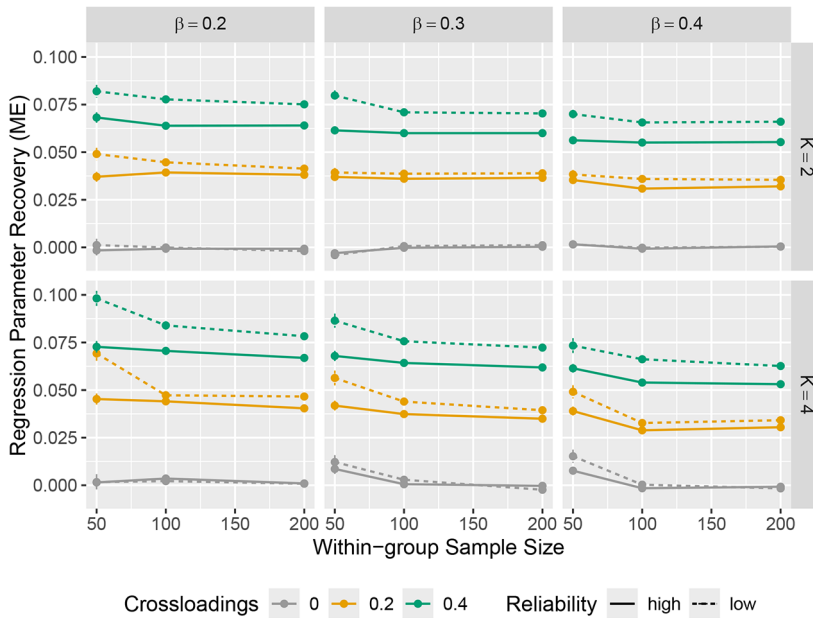 β = 0.2
β = 0.3
β = 0.4
Regression Parameter Recovery (ME)
0.100
0.075
0.050
0.025
0.000
K = 2
0.100
0.075
0.050
0.025
0.000
K = 4
50 100 150 200 50 100 150 200 50 100 150 200
Within−group Sample Size
Crossloadings 0 0.2 0.4 Reliability high low